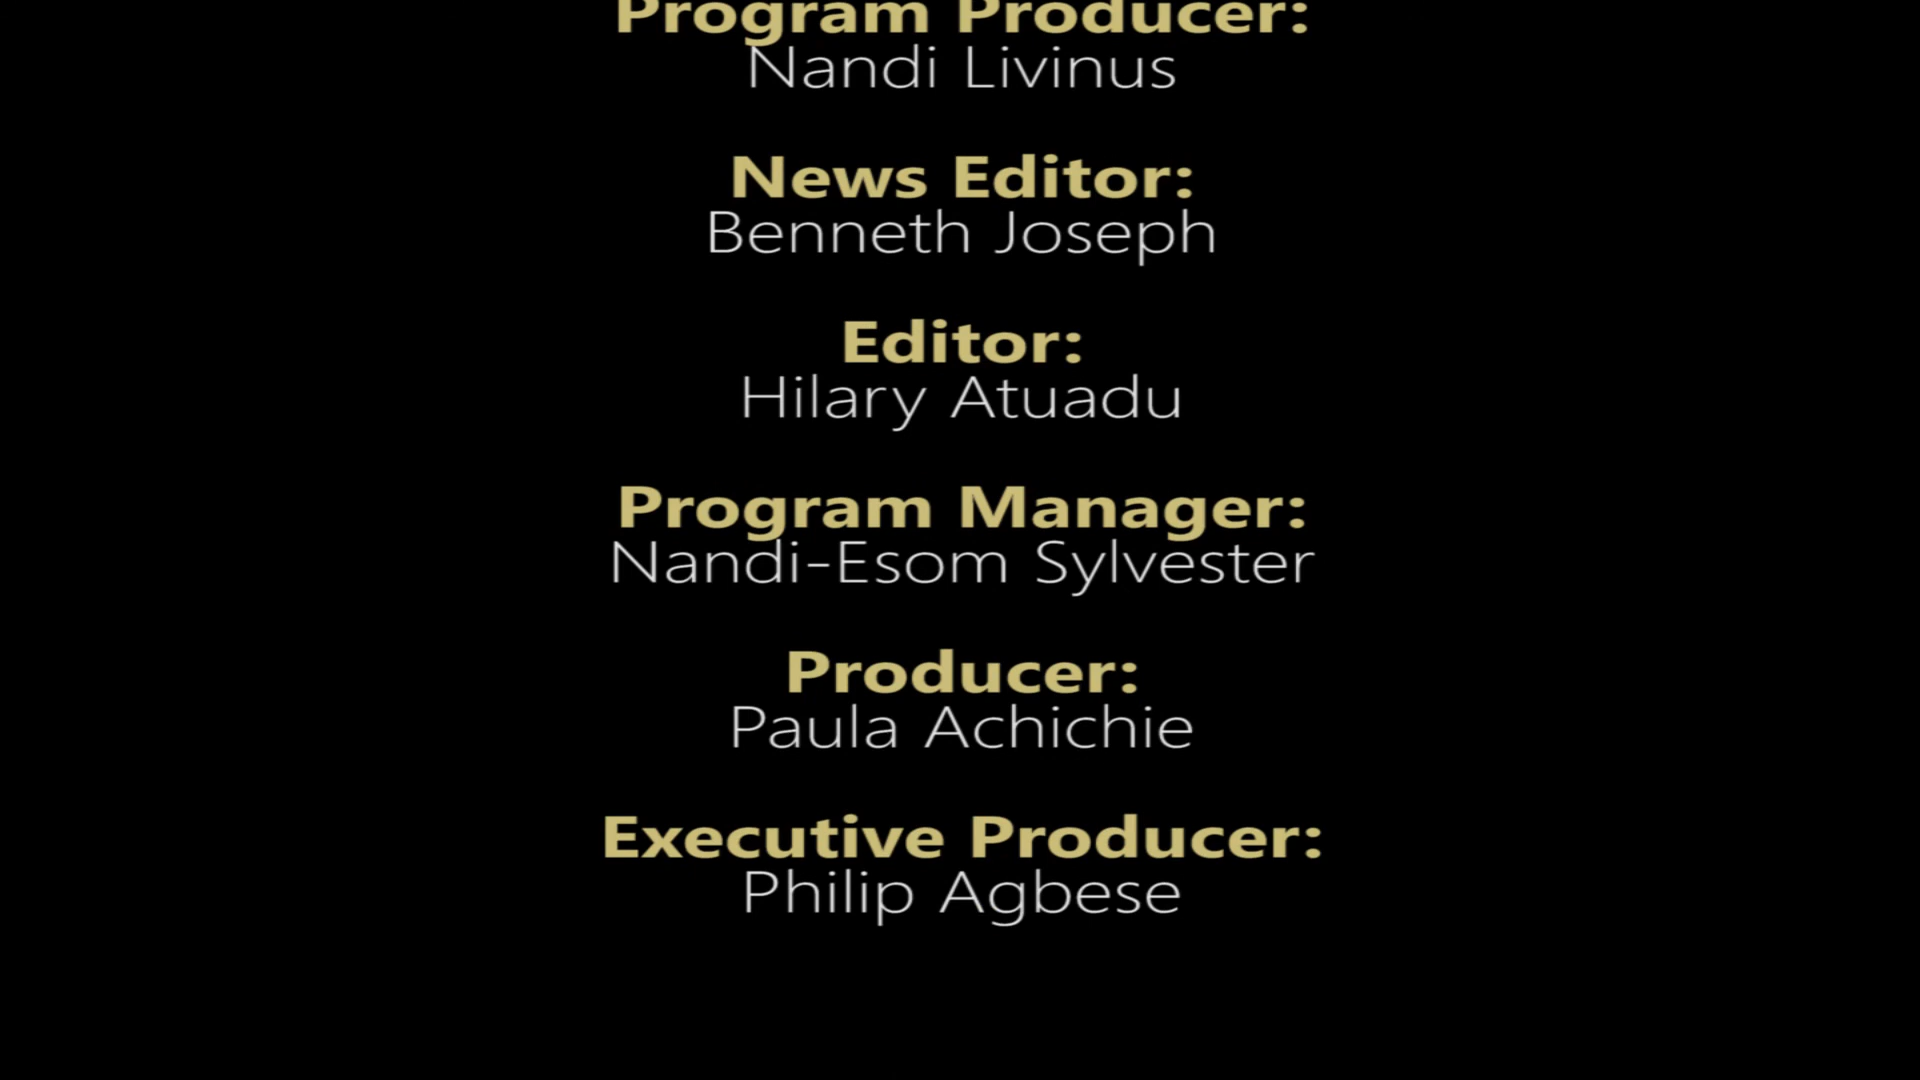 Program Producer:
Nandi Livinus
News Editor:
Benneth Joseph
Editor:
Hilary Atuadu
Program Manager:
Nandi-Esom Sylvester
Producer:
Paula Achichie
Executive Producer:
Philip Agbese